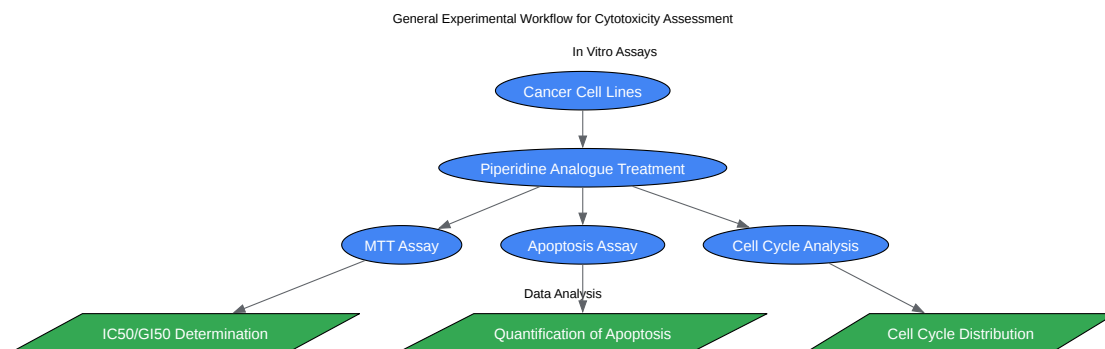 General Experimental Workflow for Cytotoxicity Assessment
In Vitro Assays
Cancer Cell Lines
Piperidine Analogue Treatment
MTT Assay
Apoptosis Assay
Cell Cycle Analysis
Data Analysis
IC50/GI50 Determination
Quantification of Apoptosis
Cell Cycle Distribution